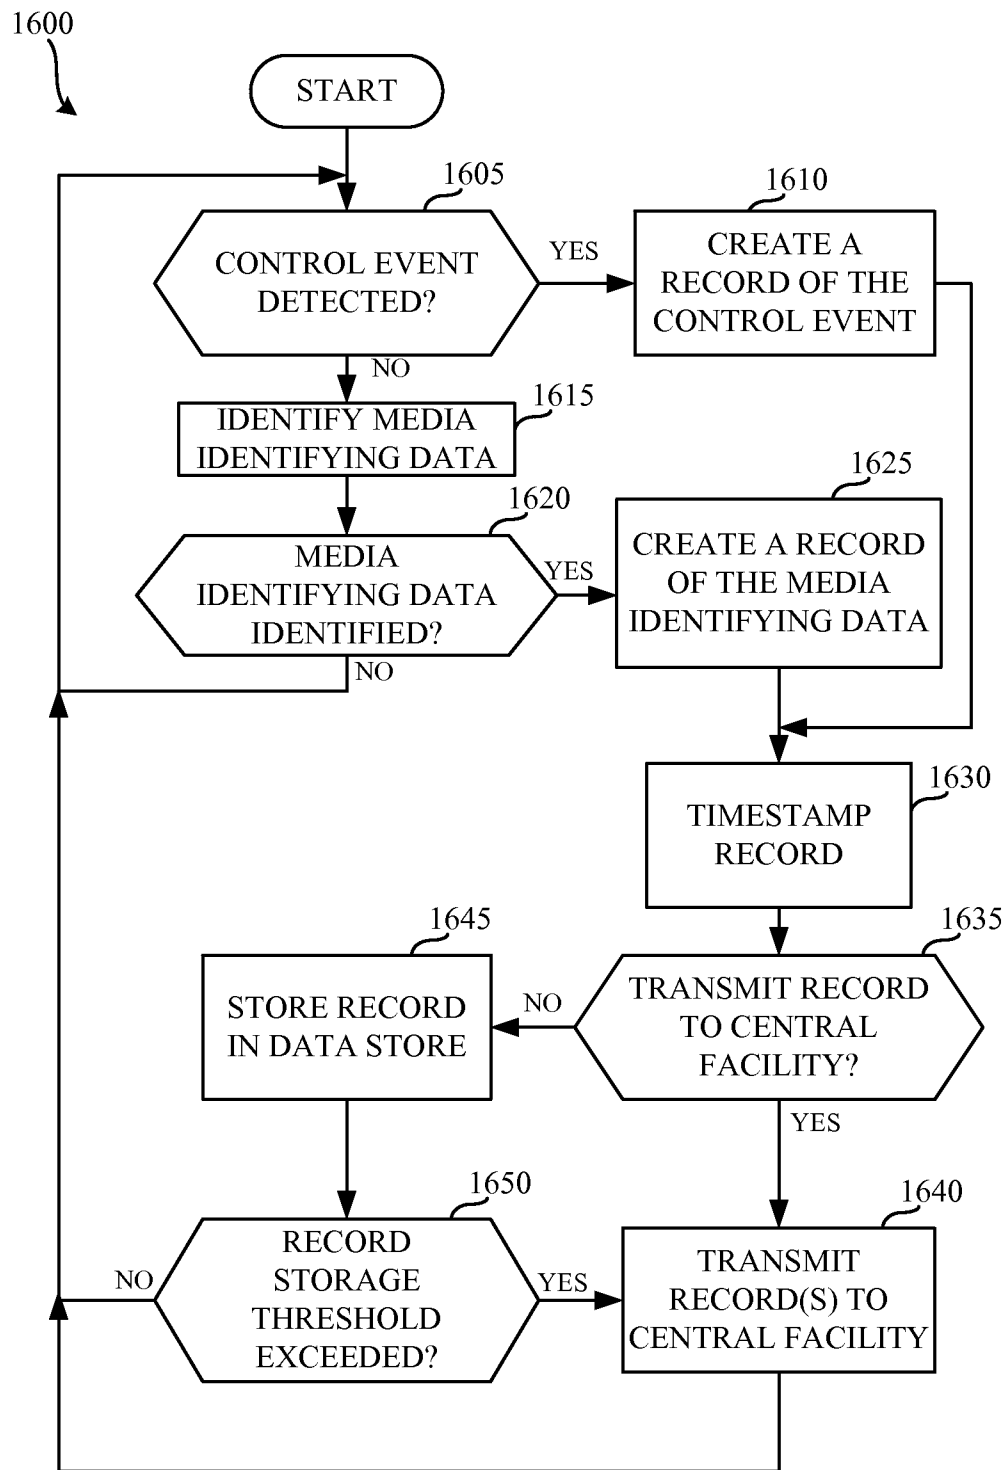 1600
START
1605
CONTROL EVENT
DETECTED?
YES
1610
CREATE A
RECORD OF THE
CONTROL EVENT
NO
1615
IDENTIFY MEDIA
IDENTIFYING DATA
1620
MEDIA
IDENTIFYING DATA
IDENTIFIED?
YES
1625
CREATE A RECORD
OF THE MEDIA
IDENTIFYING DATA
NO
1630
TIMESTAMP
RECORD
1635
TRANSMIT RECORD
TO CENTRAL
FACILITY?
NO
1645
STORE RECORD
IN DATA STORE
YES
1650
RECORD
STORAGE
THRESHOLD
EXCEEDED?
NO
YES
1640
TRANSMIT
RECORD(S) TO
CENTRAL FACILITY